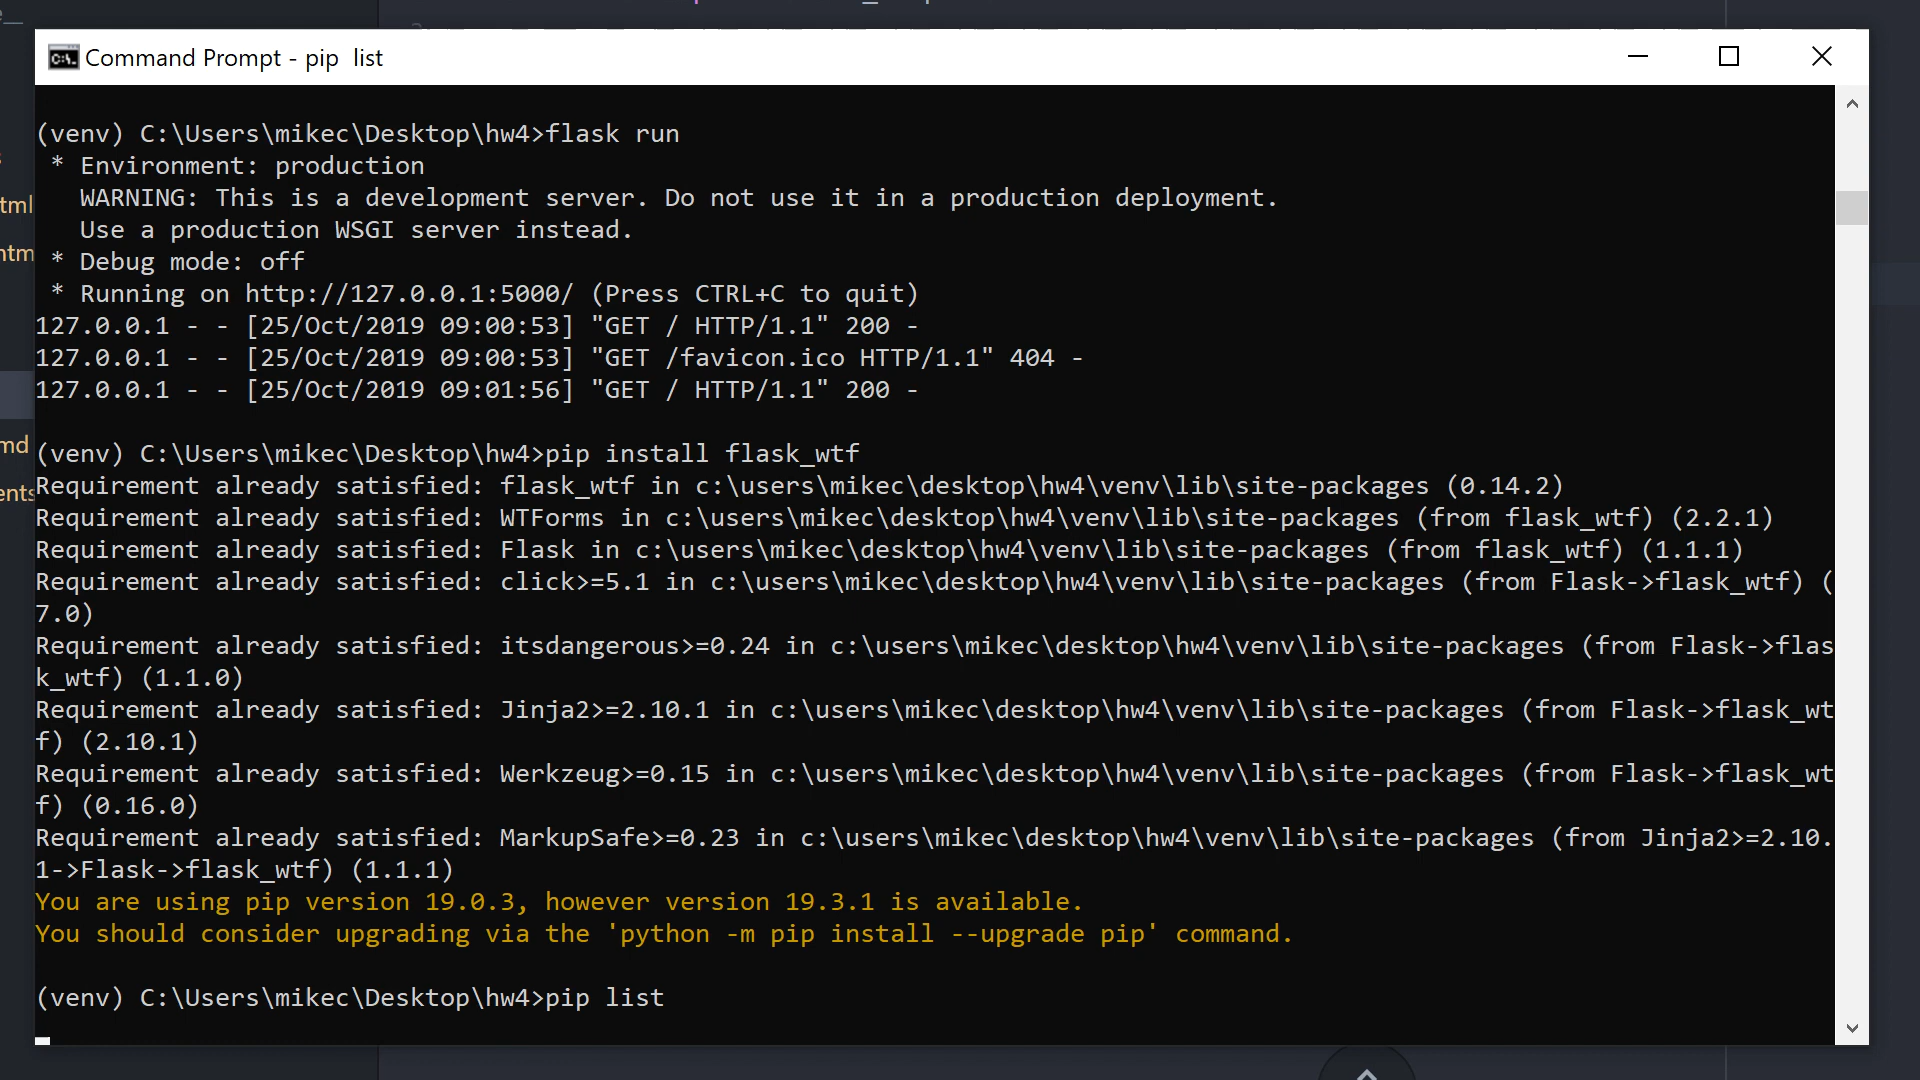 Command Prompt - pip  list
(venv) C:\Users\mikec\Desktop\hw4>flask run
 * Environment: production
   WARNING: This is a development server. Do not use it in a production deployment.
   Use a production WSGI server instead.
 * Debug mode: off
 * Running on http://127.0.0.1:5000/ (Press CTRL+C to quit)
127.0.0.1 - - [25/Oct/2019 09:00:53] "GET / HTTP/1.1" 200 -
127.0.0.1 - - [25/Oct/2019 09:00:53] "GET /favicon.ico HTTP/1.1" 404 -
127.0.0.1 - - [25/Oct/2019 09:01:56] "GET / HTTP/1.1" 200 -
(venv) C:\Users\mikec\Desktop\hw4>pip install flask_wtf
Requirement already satisfied: flask_wtf in c:\users\mikec\desktop\hw4\venv\lib\site-packages (0.14.2)
Requirement already satisfied: WTForms in c:\users\mikec\desktop\hw4\venv\lib\site-packages (from flask_wtf) (2.2.1)
Requirement already satisfied: Flask in c:\users\mikec\desktop\hw4\venv\lib\site-packages (from flask_wtf) (1.1.1)
Requirement already satisfied: click>=5.1 in c:\users\mikec\desktop\hw4\venv\lib\site-packages (from Flask->flask_wtf) (
7.0)
Requirement already satisfied: itsdangerous>=0.24 in c:\users\mikec\desktop\hw4\venv\lib\site-packages (from Flask->flas
k_wtf) (1.1.0)
Requirement already satisfied: Jinja2>=2.10.1 in c:\users\mikec\desktop\hw4\venv\lib\site-packages (from Flask->flask_wt
f) (2.10.1)
Requirement already satisfied: Werkzeug>=0.15 in c:\users\mikec\desktop\hw4\venv\lib\site-packages (from Flask->flask_wt
f) (0.16.0)
Requirement already satisfied: MarkupSafe>=0.23 in c:\users\mikec\desktop\hw4\venv\lib\site-packages (from Jinja2>=2.10.
1->Flask->flask_wtf) (1.1.1)
You are using pip version 19.0.3, however version 19.3.1 is available.
You should consider upgrading via the 'python -m pip install --upgrade pip' command.
(venv) C:\Users\mikec\Desktop\hw4>pip list